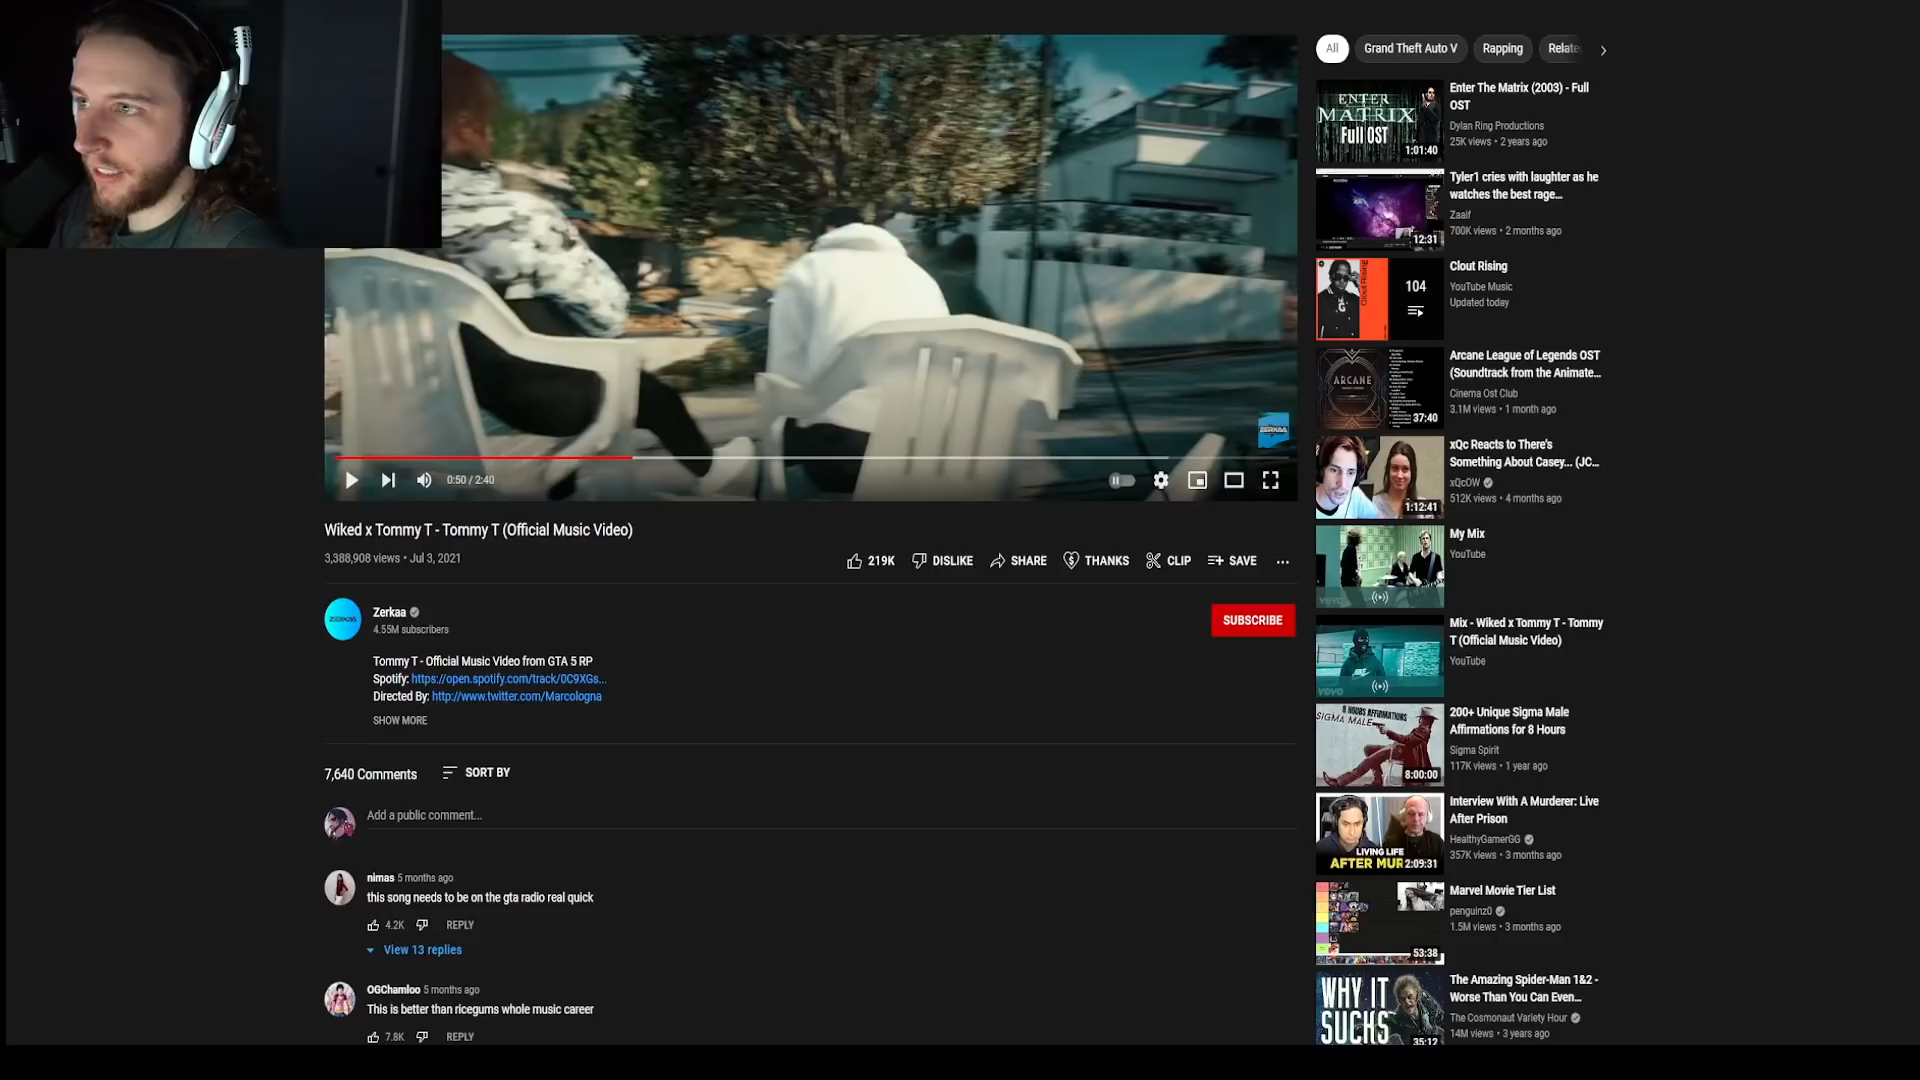 All
Grand Theft Auto V
Rapping
Relate
ENTER
MATRIX
Full OST
1:01:40
Enter The Matrix (2003) - Full
OST
Dylan Ring Productions
25K views • 2 years ago
12:31
Tyler1 cries with laughter as he
watches the best rage...
Zaaif
700K views • 2 months ago
Clout Rising
104
Clout Rising
YouTube Music
Updated today
ARCANE
37:40
Arcane League of Legends OST
(Soundtrack from the Animate...
Cinema Ost Club
3.1M views • 1 month ago
1:12:41
xQc Reacts to There's
Something About Casey... (JC...
xQcOW
512K views • 4 months ago
ZERKAA
0:50 / 2:40
Wiked x Tommy T - Tommy T (Official Music Video)
3,388,908 views • Jul 3, 2021
219K
DISLIKE
SHARE
THANKS
CLIP
SAVE
ZERKAA
Zerkaa
4.55M subscribers
SUBSCRIBE
Tommy T - Official Music Video from GTA 5 RP
Spotify: https://open.spotify.com/track/0C9XGs...
Directed By: http://www.twitter.com/Marcologna
SHOW MORE
7,640 Comments
SORT BY
Add a public comment...
nimas 5 months ago
this song needs to be on the gta radio real quick
4.2K
REPLY
View 13 replies
OGChamloo 5 months ago
This is better than ricegums whole music career
7.8K
REPLY
vevo
My Mix
YouTube
vevo
Mix - Wiked x Tommy T - Tommy
T (Official Music Video)
YouTube
8 HOURS AFFIRMATIONS
SIGMA MALE
8:00:00
200+ Unique Sigma Male
Affirmations for 8 Hours
Sigma Spirit
117K views • 1 year ago
LIVING LIFE
AFTER MUR
2:09:31
Interview With A Murderer: Live
After Prison
HealthyGamerGG
357K views • 3 months ago
53:38
Marvel Movie Tier List
penguinz0
1.5M views • 3 months ago
WHY IT
SUCKS
35:12
The Amazing Spider-Man 1&2 -
Worse Than You Can Even...
The Cosmonaut Variety Hour
14M views • 3 years ago